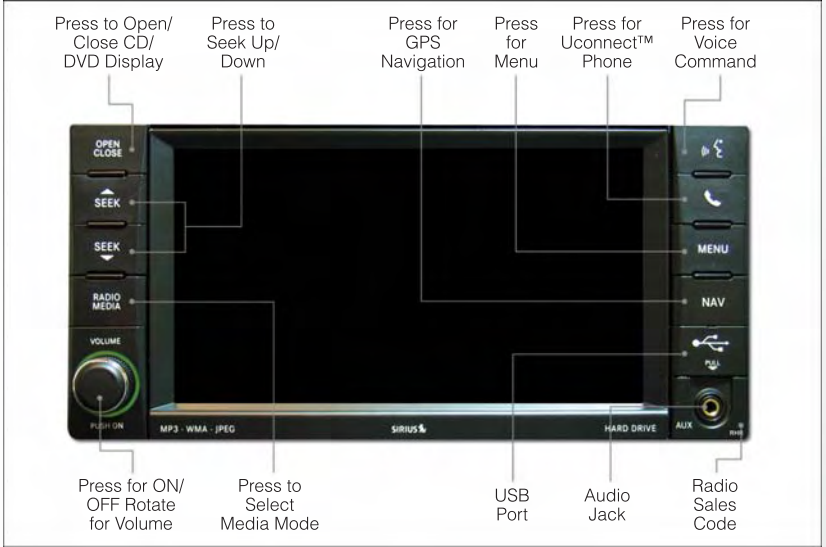 Press to Open/
Close CD/
DVD Display
Press to
Seek Up/
Down
Press for
GPS
Navigation
Press
for
Menu
Press for
Uconnect™
Phone
Press for
Voice
Command
OPEN
CLOSE
SEEK
SEEK
RADIO
MEDIA
VOLUME
PUSH ON
MP3 - WMA - JPEG
SIRIUS
HARD DRIVE
MENU
NAV
PULL
AUX
RHR
Press for ON/
OFF Rotate
for Volume
Press to
Select
Media Mode
USB
Port
Audio
Jack
Radio
Sales
Code